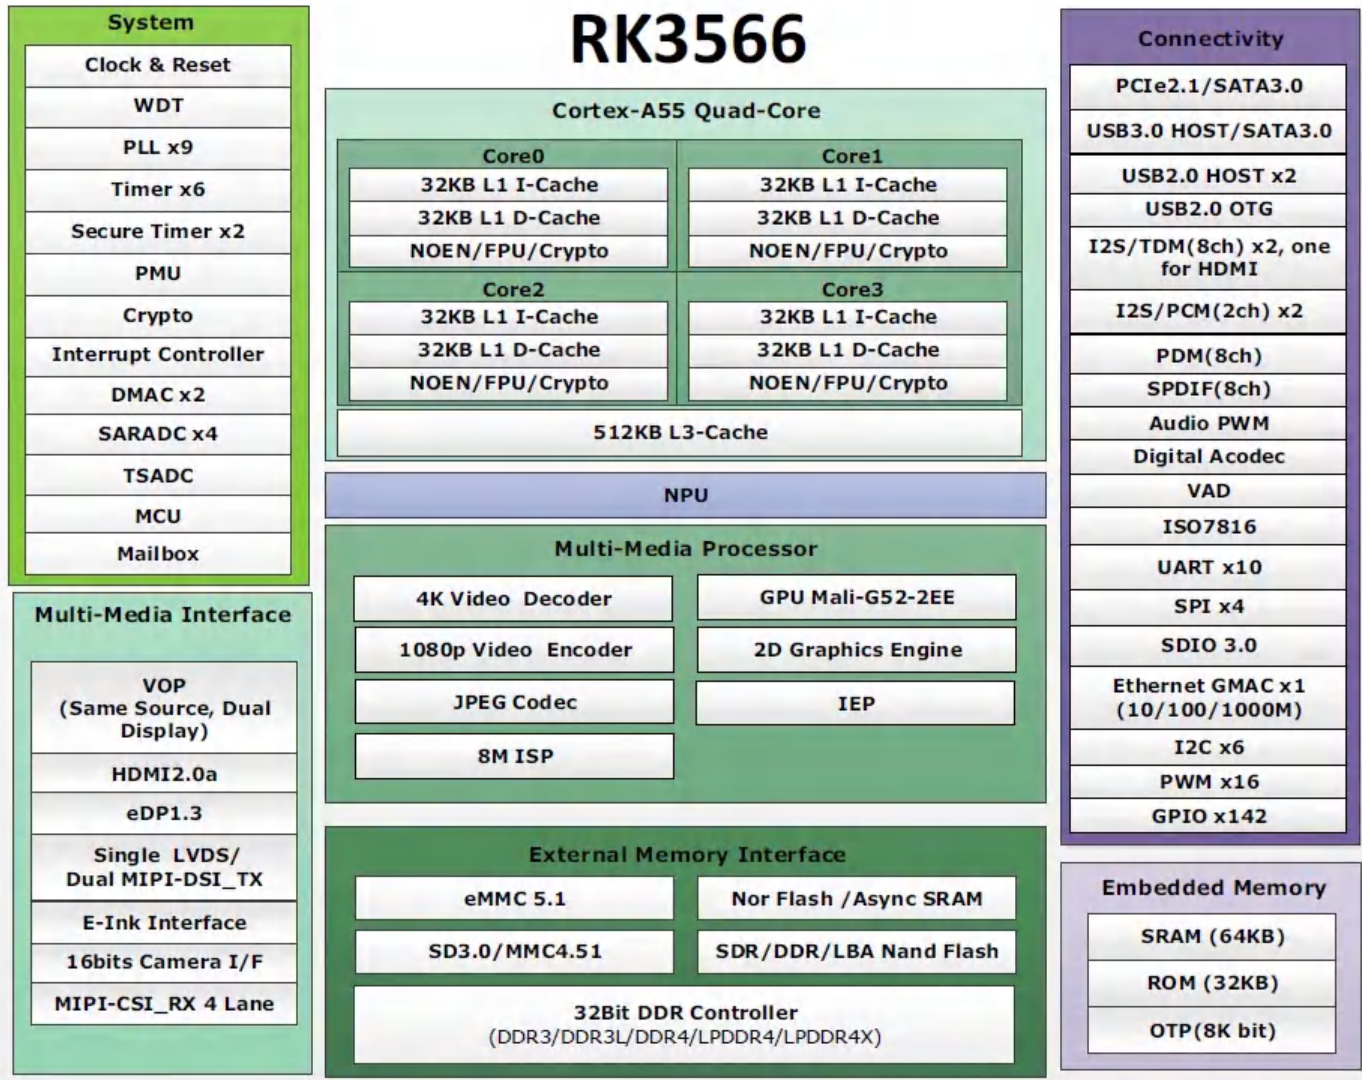 RK3566
System
Clock & Reset
WDT
PLL x9
Timer x6
Secure Timer x2
PMU
Crypto
Interrupt Controller
DMAC x2
SARADC x4
TSADC
MCU
Mailbox
Multi-Media Interface
VOP
(Same Source, Dual
Display)
HDMI2.0a
eDP1.3
Single LVDS/
Dual MIPI-DSI_TX
E-Ink Interface
16bits Camera I/F
MIPI-CSI_RX 4 Lane
Cortex-A55 Quad-Core
Core0
32KB L1 I-Cache
32KB L1 D-Cache
NOEN/FPU/Crypto
Core1
32KB L1 I-Cache
32KB L1 D-Cache
NOEN/FPU/Crypto
Core2
32KB L1 I-Cache
32KB L1 D-Cache
NOEN/FPU/Crypto
Core3
32KB L1 I-Cache
32KB L1 D-Cache
NOEN/FPU/Crypto
512KB L3-Cache
NPU
Multi-Media Processor
4K Video Decoder
1080p Video Encoder
JPEG Codec
8M ISP
GPU Mali-G52-2EE
2D Graphics Engine
IEP
External Memory Interface
eMMC 5.1
Nor Flash /Async SRAM
SD3.0/MMC4.51
SDR/DDR/LBA Nand Flash
32Bit DDR Controller
(DDR3/DDR3L/DDR4/LPDDR4/LPDDR4X)
Connectivity
PCIe2.1/SATA3.0
USB3.0 HOST/SATA3.0
USB2.0 HOST x2
USB2.0 OTG
I2S/TDM(8ch) x2, one
for HDMI
I2S/PCM(2ch) x2
PDM(8ch)
SPDIF(8ch)
Audio PWM
Digital Acodec
VAD
ISO7816
UART x10
SPI x4
SDIO 3.0
Ethernet GMAC x1
(10/100/1000M)
I2C x6
PWM x16
GPIO x142
Embedded Memory
SRAM (64KB)
ROM (32KB)
OTP(8K bit)